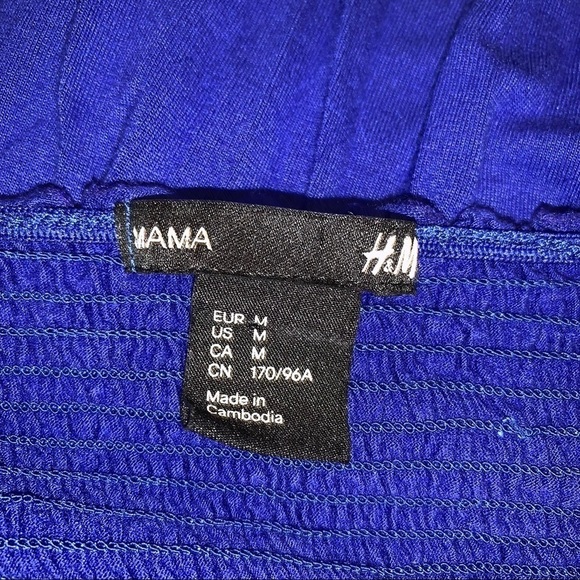 MAMA H&M
EUR M
US M
CA M
CN 170/96A
Made in
Cambodia